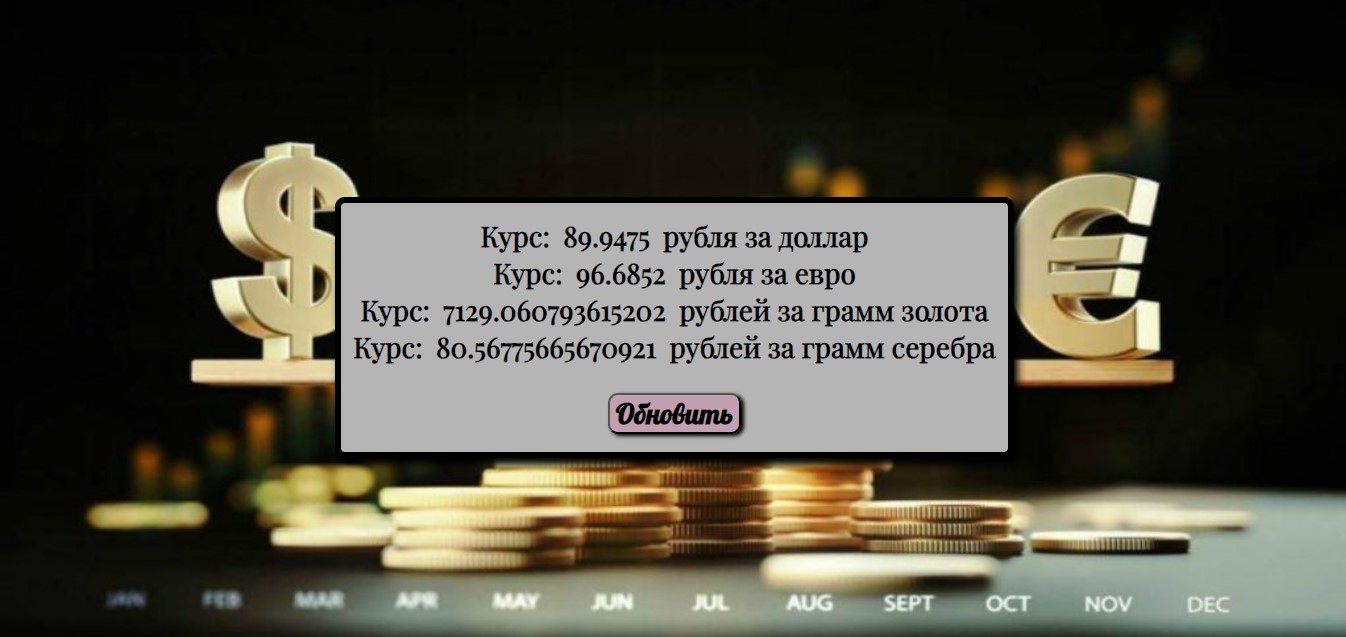 Курс: 89.9475 рубля за доллар
Курс: 96.6852 рубля за евро
Курс: 7129.060793615202 рублей за грамм золота
Курс: 80.56775665670921 рублей за грамм серебра
Обновить
JAN FEB MAR APR MAY JUN JUL AUG SEPT OCT NOV DEC